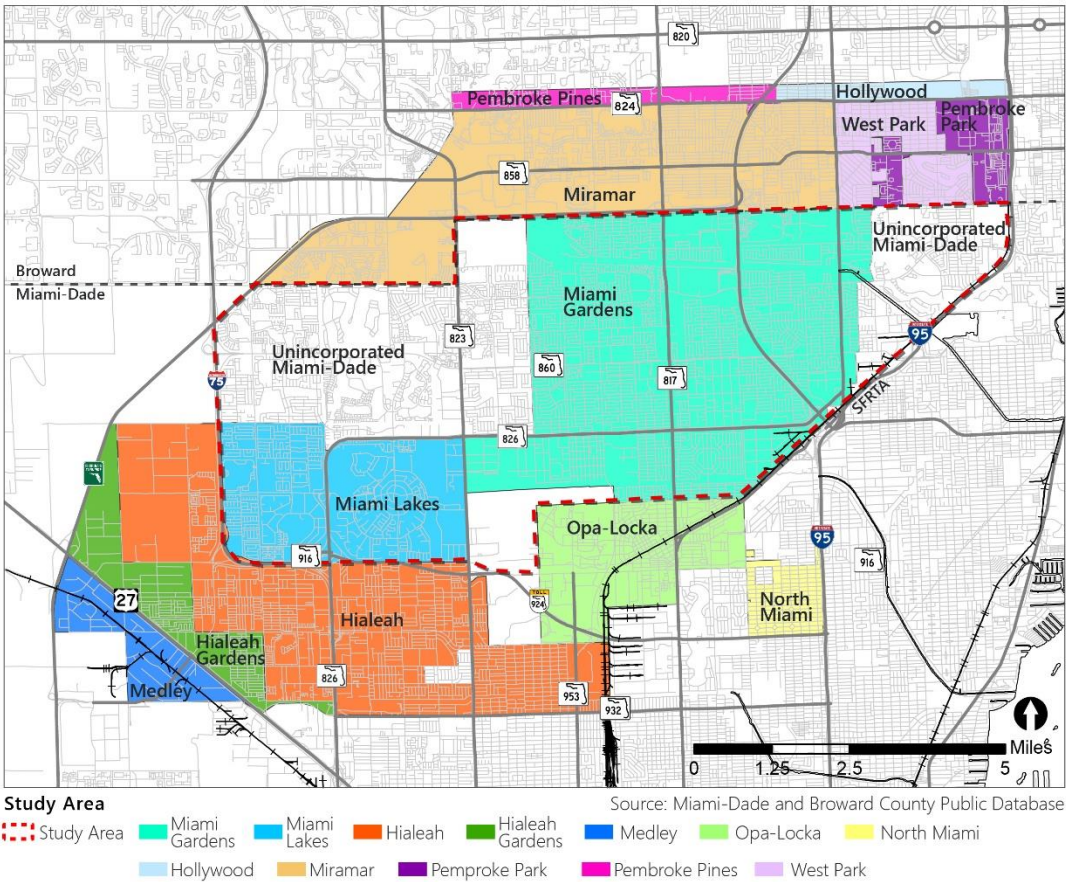 820
Pembroke Pines
824
Hollywood
West Park
Pembroke
Park
858
Miramar
Unincorporated
Miami-Dade
Broward
Miami-Dade
Miami
Gardens
823
Unincorporated
Miami-Dade
860
817
INTERSTATE
95
75
SFRTA
826
Miami Lakes
Opa-Locka
916
INTERSTATE
95
916
27
TOLL
924
North
Miami
Hialeah
Hialeah
Gardens
826
Medley
953
932
Miles
0 1.25 2.5 5
Study Area
Source: Miami-Dade and Broward County Public Database
Study Area
Miami
Gardens
Miami
Lakes
Hialeah
Hialeah
Gardens
Medley
Opa-Locka
North Miami
Hollywood
Miramar
Pemproke Park
Pembroke Pines
West Park